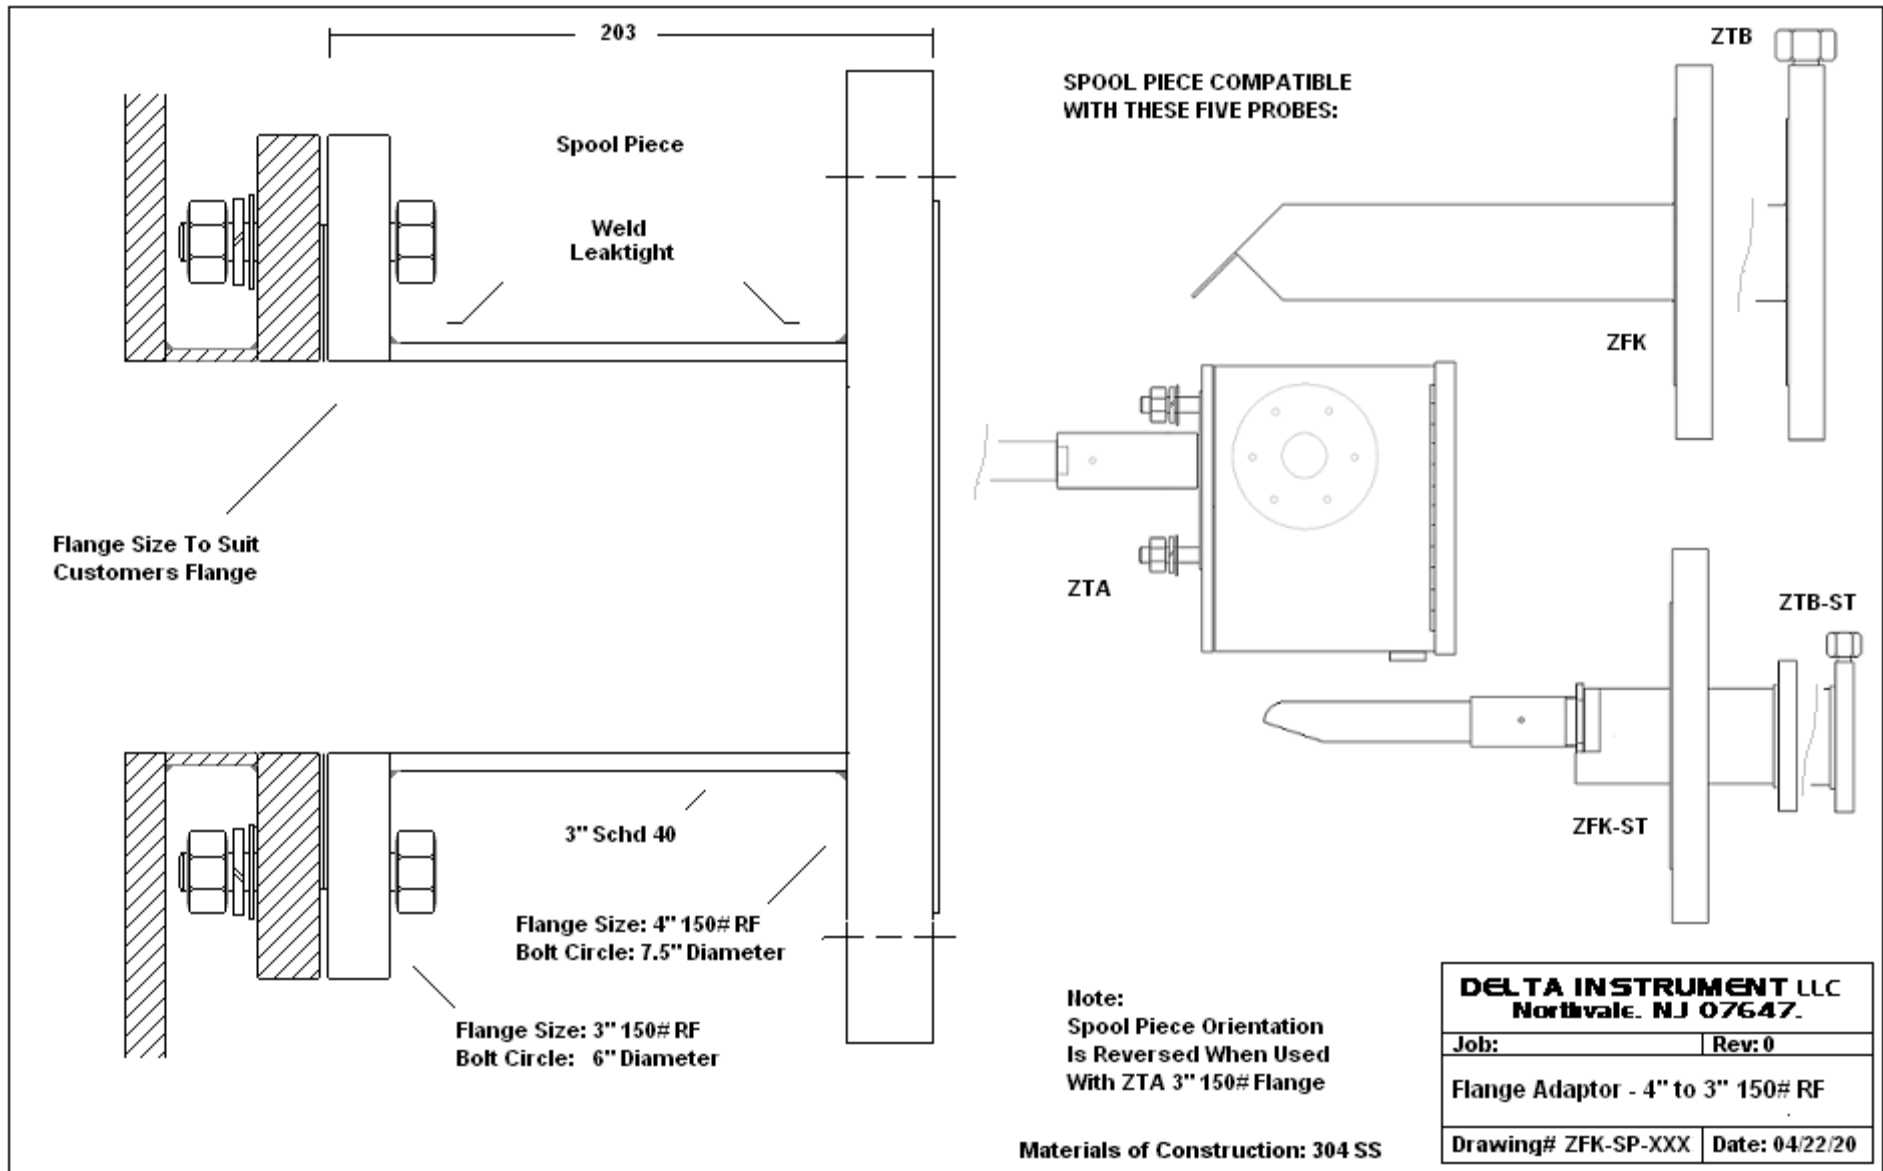 203
Spool Piece
Weld
Leaktight
Flange Size To Suit
Customers Flange
3" Schd 40
Flange Size: 4" 150# RF
Bolt Circle: 7.5" Diameter
Flange Size: 3" 150# RF
Bolt Circle: 6" Diameter
SPOOL PIECE COMPATIBLE
WITH THESE FIVE PROBES:
ZTB
ZFK
ZTA
ZTB-ST
ZFK-ST
Note:
Spool Piece Orientation
Is Reversed When Used
With ZTA 3" 150# Flange
Materials of Construction: 304 SS
DELTA INSTRUMENT LLC
Northvale. NJ 07647.
Job: Rev: 0
Flange Adaptor - 4" to 3" 150# RF
Drawing# ZFK-SP-XXX Date: 04/22/20